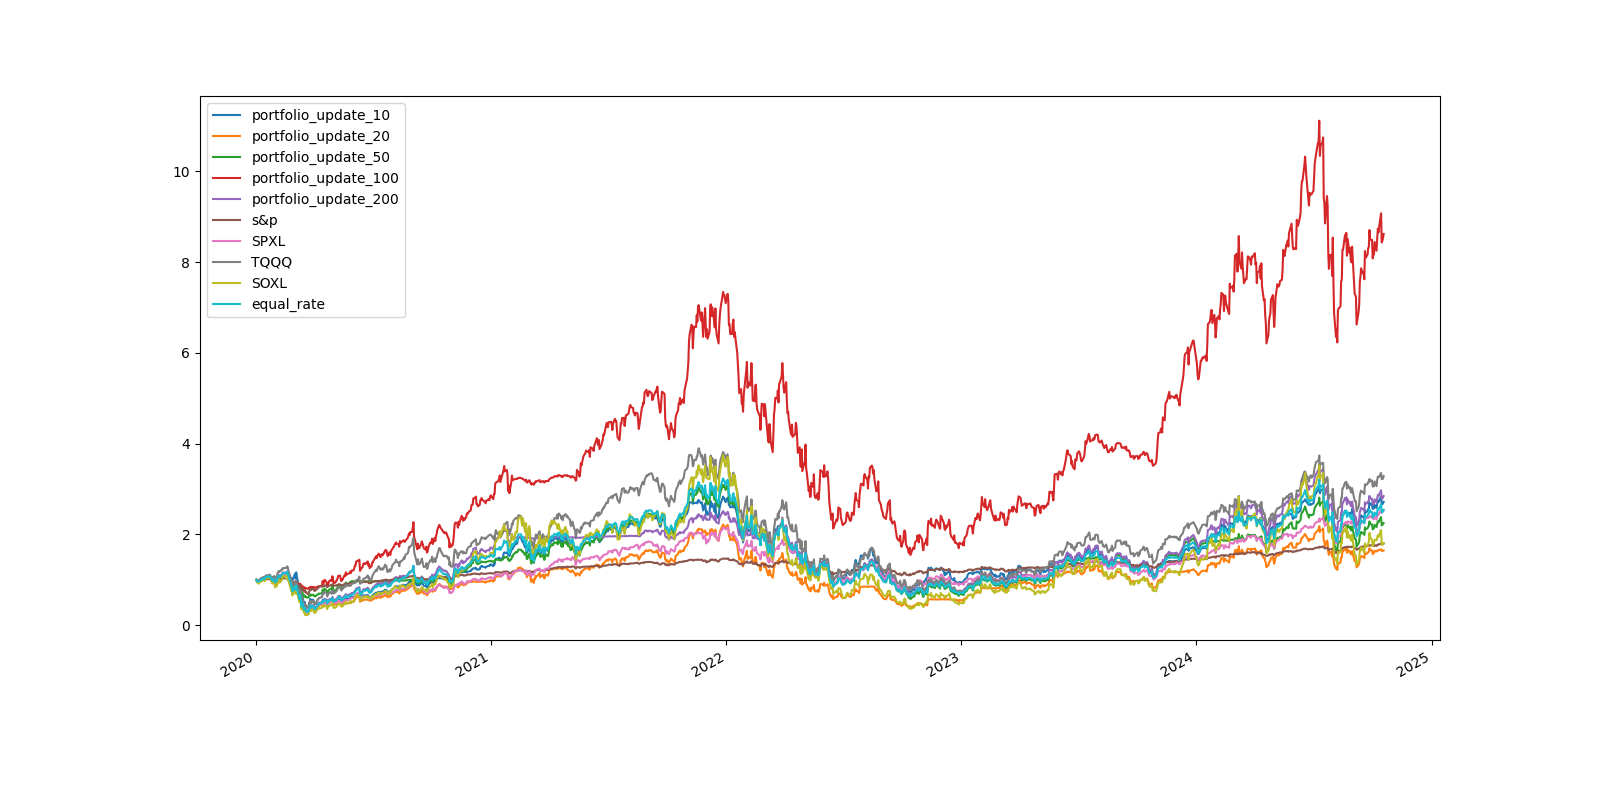 portfolio_update_10
portfolio_update_20
portfolio_update_50
portfolio_update_100
portfolio_update_200
s&p
SPXL
TQQQ
SOXL
equal_rate
10
8
6
4
2
0
2020 2021 2022 2023 2024 2025